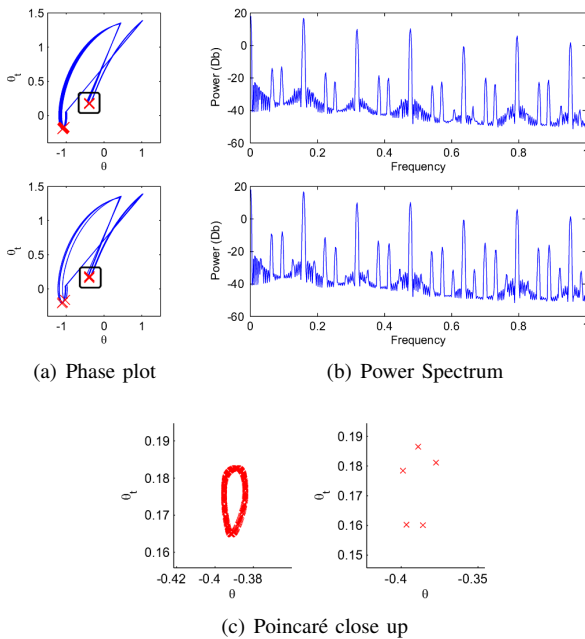 1.5
1
0.5
0
θt
-1 0 1
θ
20
0
-20
-40
-60
Power (Db)
0 0.2 0.4 0.6 0.8 1
Frequency
1.5
1
0.5
0
θt
-1 0 1
θ
20
0
-20
-40
-60
Power (Db)
0 0.2 0.4 0.6 0.8 1
Frequency
(a) Phase plot
(b) Power Spectrum
0.19
0.18
0.17
0.16
θt
-0.42 -0.4 -0.38
θ
0.19
0.18
0.17
0.16
0.15
θt
-0.4 -0.35
θ
(c) Poincaré close up